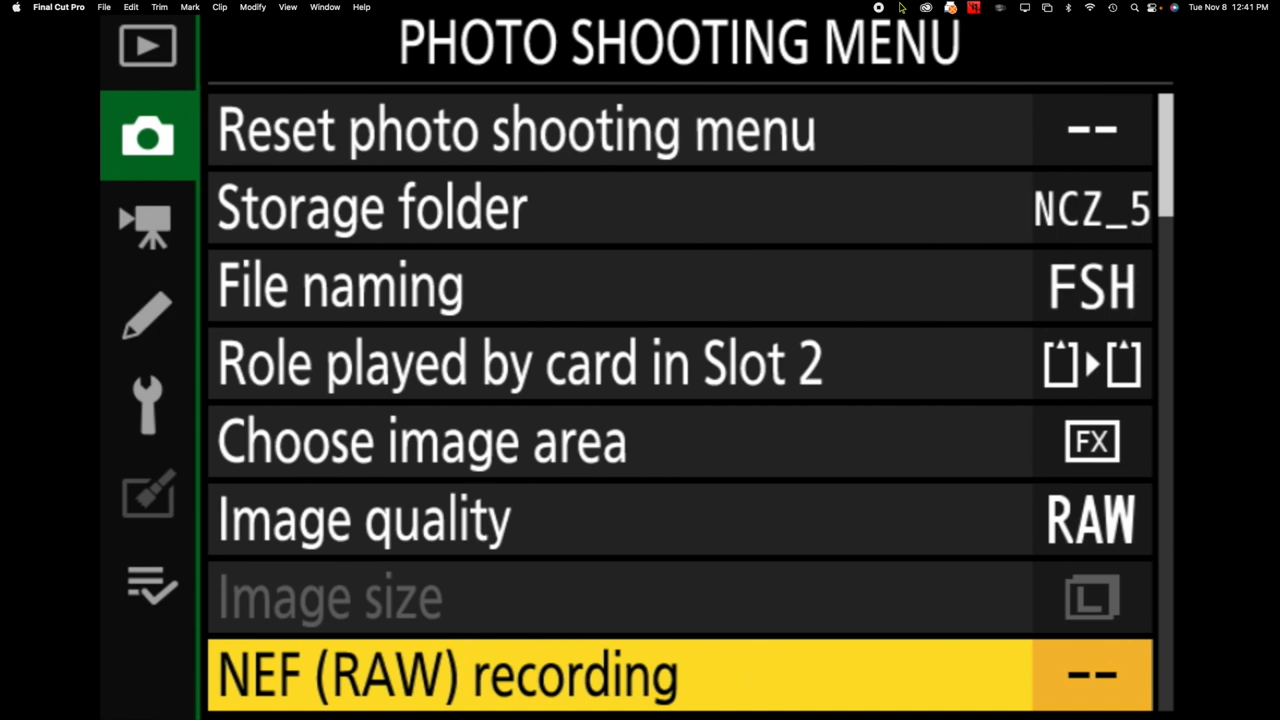 Final Cut Pro File Edit Trim Mark Clip Modify View Window Help Tue Nov 8 12:41 PM
PHOTO SHOOTING MENU
Reset photo shooting menu --
Storage folder NCZ_5
File naming FSH
Role played by card in Slot 2
Choose image area FX
Image quality RAW
Image size L
NEF (RAW) recording --